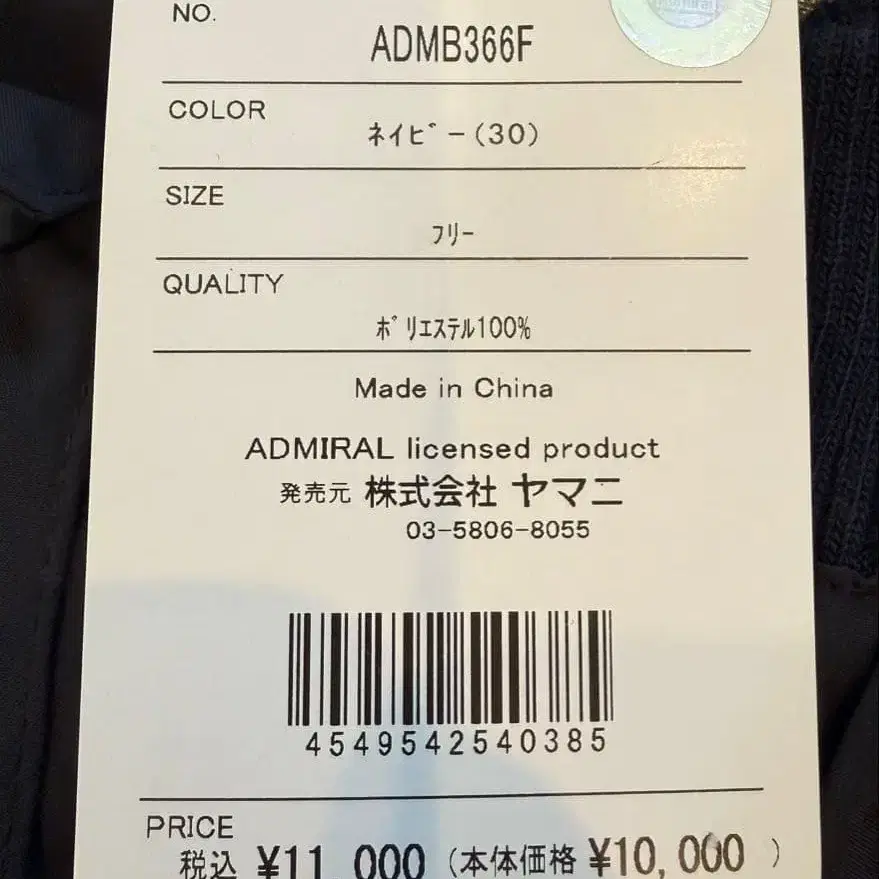 NO.
ADMB366F
COLOR
ネイビー(30)
SIZE
フリー
QUALITY
ポリエステル100%
Made in China
ADMIRAL licensed product
発売元 株式会社 ヤマニ
03-5806-8055
4549542540385
PRICE
税込 ¥11,000 (本体価格 ¥10,000 )